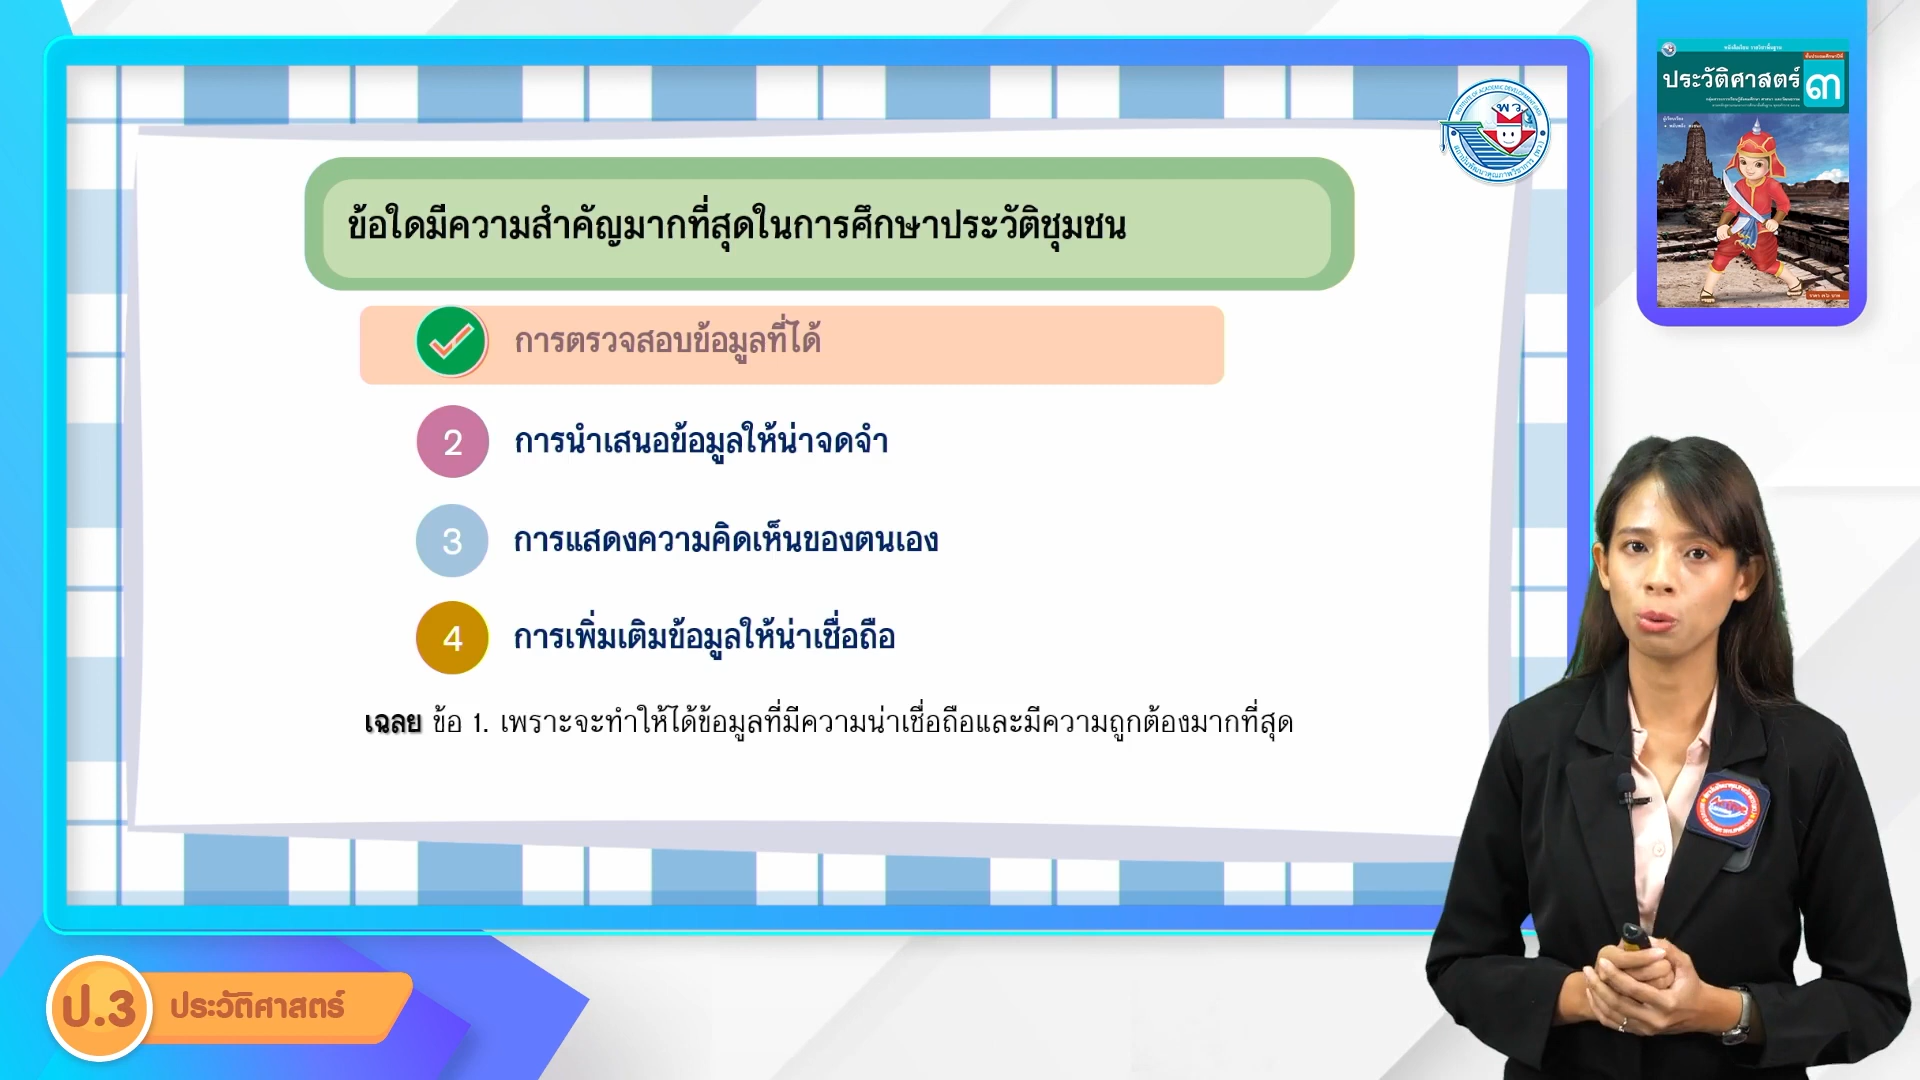 ข้อใดมีความสำคัญมากที่สุดในการศึกษาประวัติชุมชน
การตรวจสอบข้อมูลที่ได้
2 การนำเสนอข้อมูลให้น่าจดจำ
3 การแสดงความคิดเห็นของตนเอง
4 การเพิ่มเติมข้อมูลให้น่าเชื่อถือ
เฉลย ข้อ 1. เพราะจะทำให้ได้ข้อมูลที่มีความน่าเชื่อถือและมีความถูกต้องมากที่สุด
พว.
ประวัติศาสตร์ ๓
ป.3 ประวัติศาสตร์